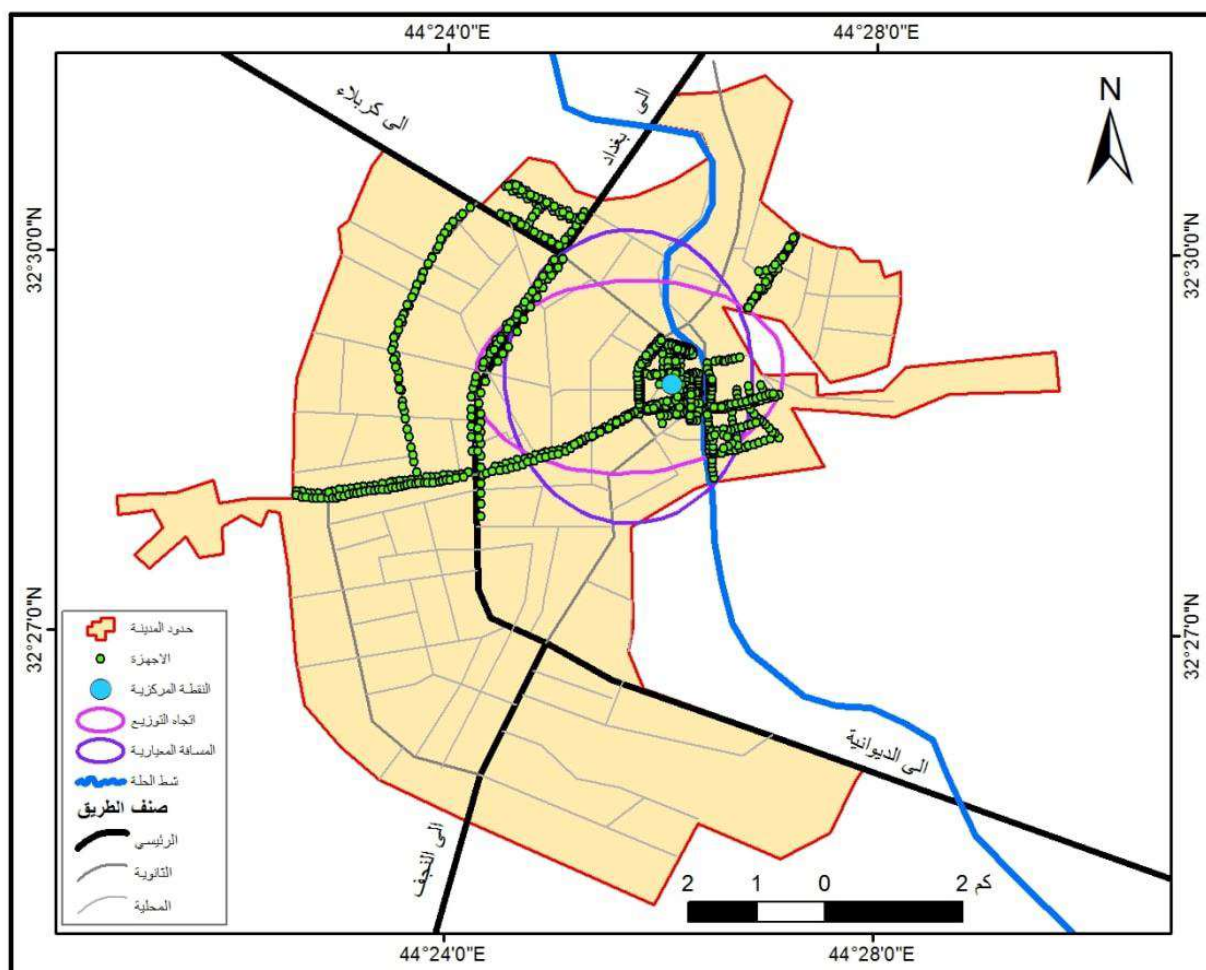 44°24'0"E
44°28'0"E
N
الى كربلاء
الى بغداد
32°30'0"N
32°30'0"N
32°27'0"N
32°27'0"N
حدود المدينة
الاجهزة
النقطة المركزية
اتجاه التوزيع
المسافة المعيارية
شط الحلة
صنف الطريق
الرئيسي
الثانوية
المحلية
الى الديوانية
الى النجف
2 1 0 2 كم
44°24'0"E
44°28'0"E